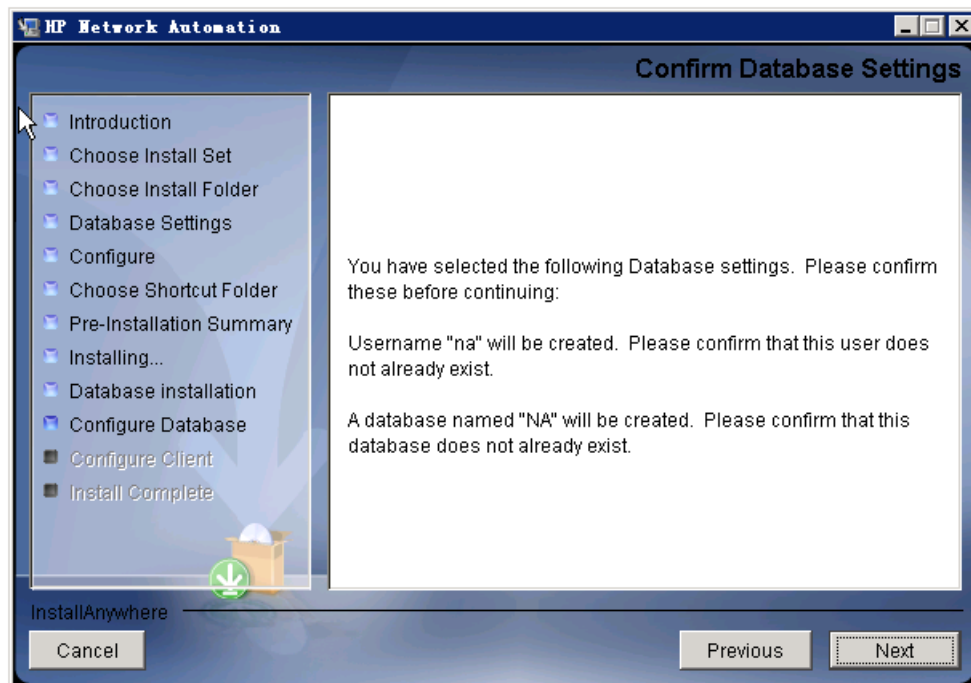 HP Network Automation
Confirm Database Settings
Introduction
Choose Install Set
Choose Install Folder
Database Settings
Configure
Choose Shortcut Folder
Pre-Installation Summary
Installing...
Database installation
Configure Database
Configure Client
Install Complete
You have selected the following Database settings.  Please confirm
these before continuing:
Username "na" will be created.  Please confirm that this user does
not already exist.
A database named "NA" will be created.  Please confirm that this
database does not already exist.
InstallAnywhere
Cancel
Previous
Next